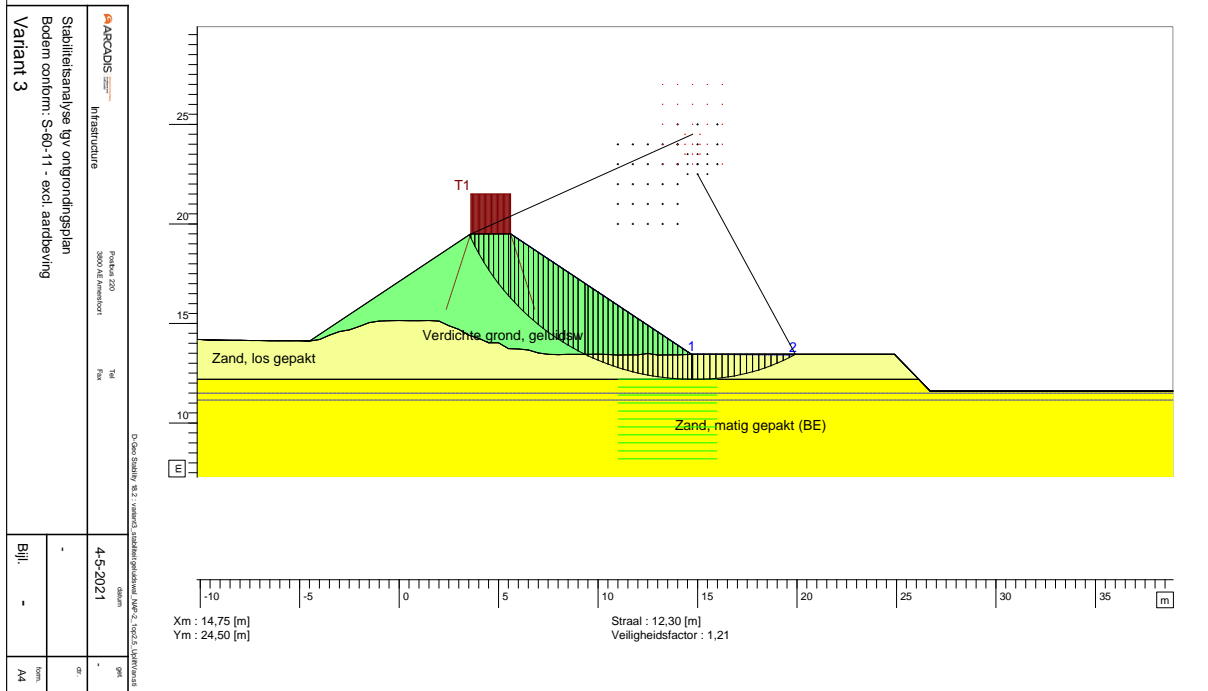 ARCADIS
Infrastructure
Postbus 220
3800 AE Amersfoort
Tel
Fax
Stabiliteitsanalyse tgv ontgrondingsplan
Bodem conform: S-60-11 - excl. aardbeving
Variant 3
datum
4-5-2021
get
-
-
ctr.
Bijl.
-
form.
A4
25
20
15
10
m
T1
1
2
Verdichte grond, geluidsw
Zand, los gepakt
Zand, matig gepakt (BE)
-10
-5
0
5
10
15
20
25
30
35
m
Xm : 14,75 [m]
Ym : 24,50 [m]
Straal : 12,30 [m]
Veiligheidsfactor : 1,21